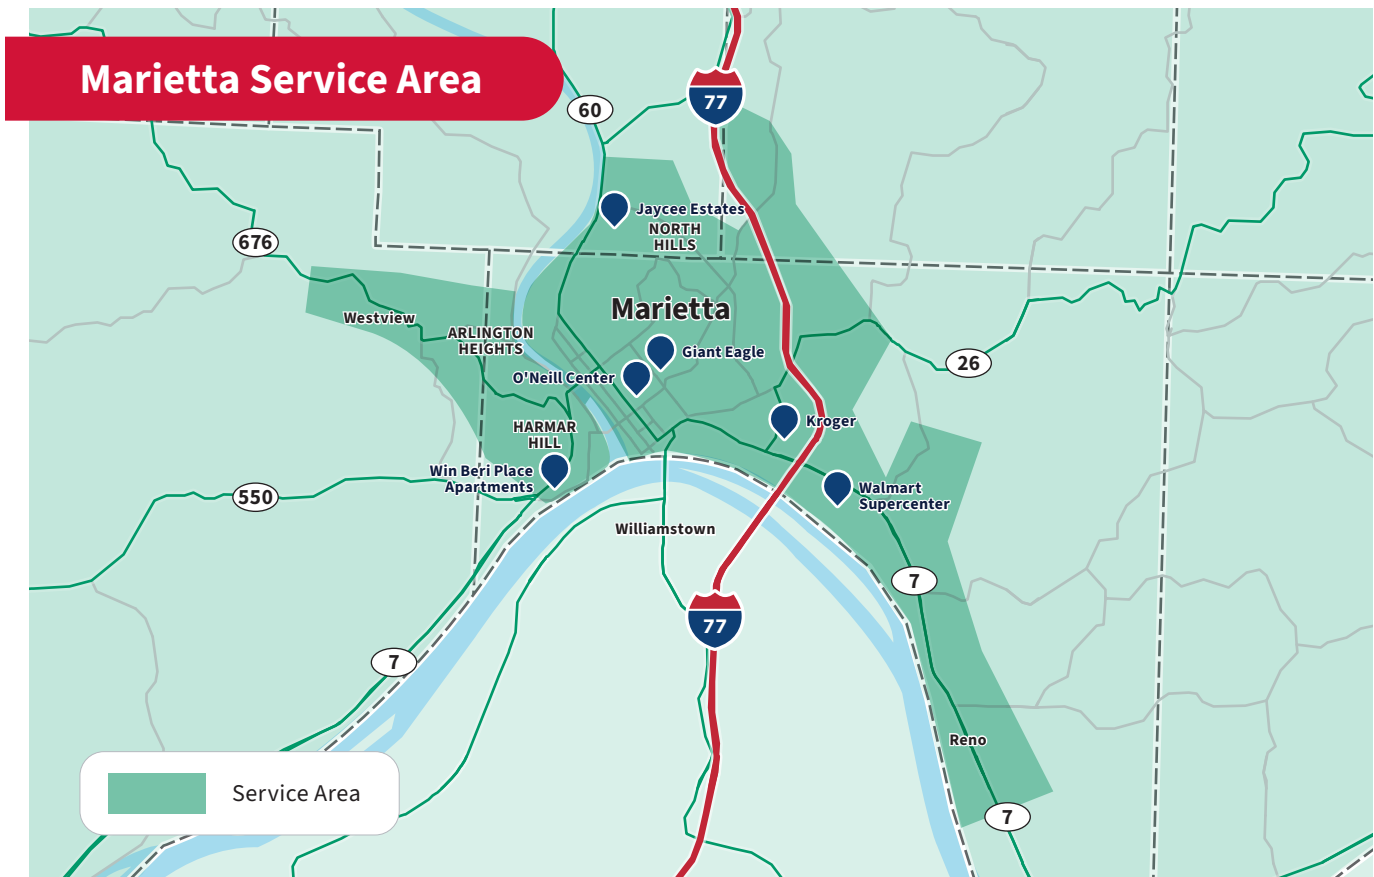 Marietta Service Area
77
60
Jaycee Estates
NORTH
HILLS
676
Marietta
Westview
ARLINGTON
HEIGHTS
Giant Eagle
26
O'Neill Center
Kroger
HARMAR
HILL
Win Beri Place
Apartments
550
Walmart
Supercenter
Williamstown
7
77
7
Reno
Service Area
7